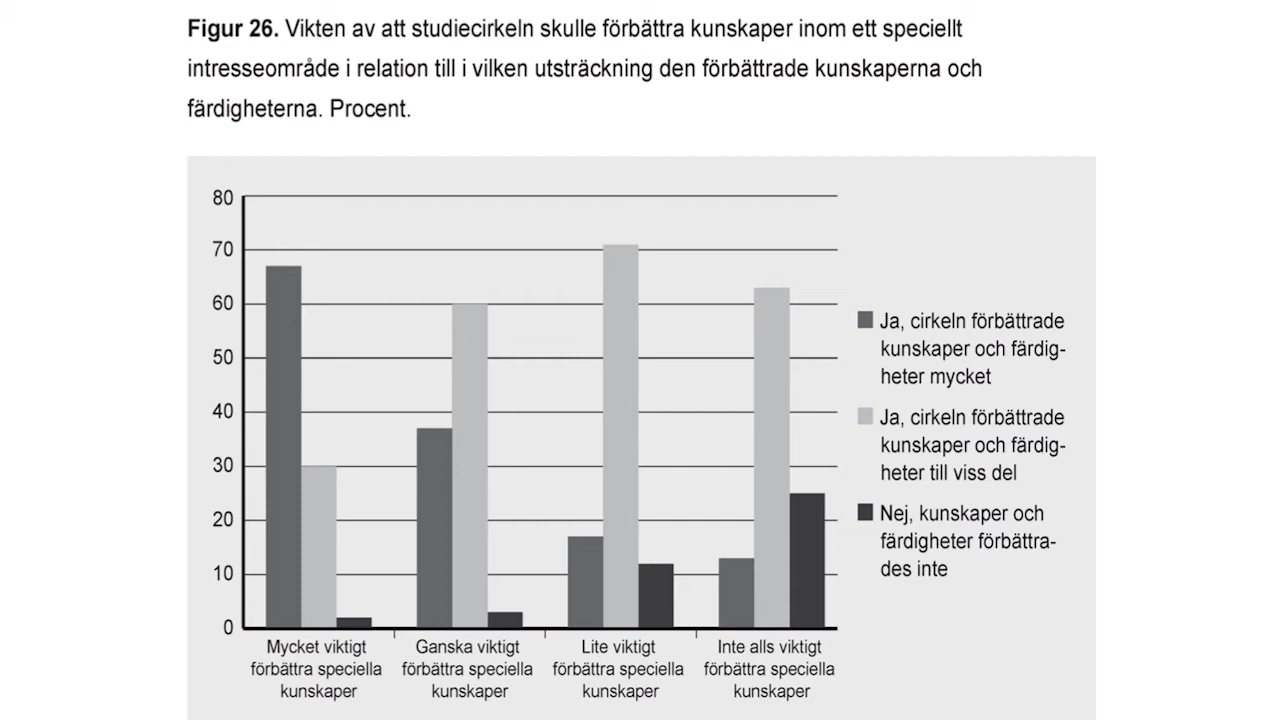 Figur 26. Vikten av att studiecirkeln skulle förbättra kunskaper inom ett speciellt
intresseområde i relation till i vilken utsträckning den förbättrade kunskaperna och
färdigheterna. Procent.
80
70
60
50
40
30
20
10
0
Mycket viktigt
förbättra speciella
kunskaper
Ganska viktigt
förbättra speciella
kunskaper
Lite viktigt
förbättra speciella
kunskaper
Inte alls viktigt
förbättra speciella
kunskaper
Ja, cirkeln förbättrade
kunskaper och färdig-
heter mycket
Ja, cirkeln förbättrade
kunskaper och färdig-
heter till viss del
Nej, kunskaper och
färdigheter förbättra-
des inte